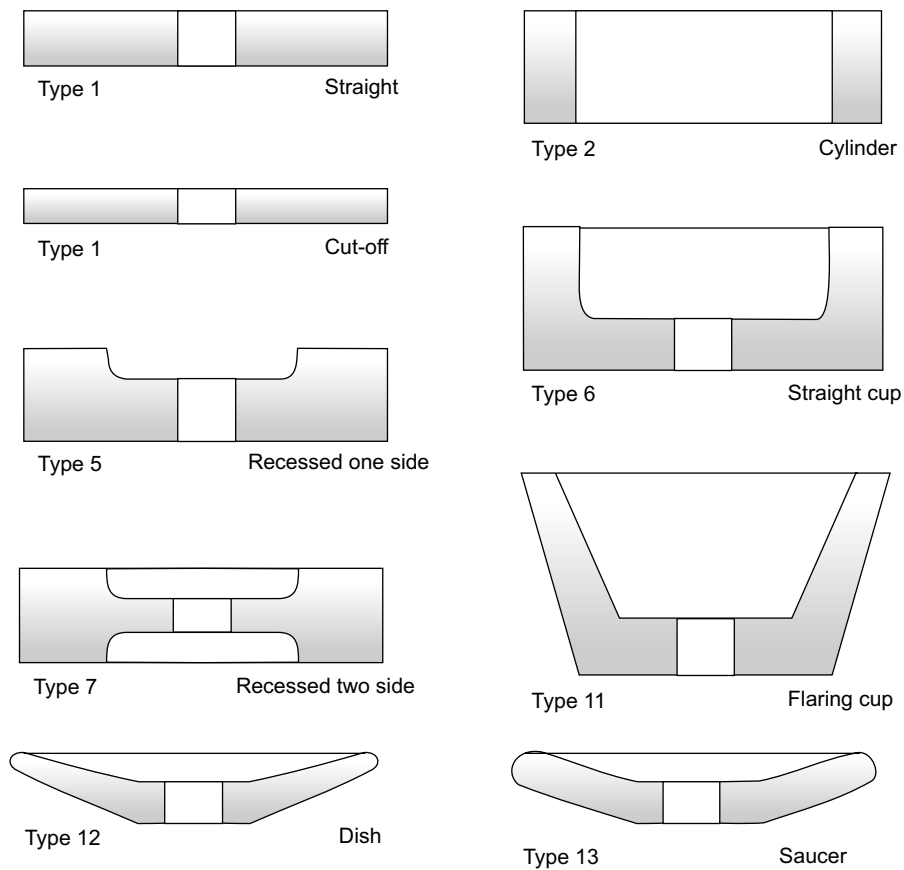 Type 1 Straight
Type 2 Cylinder
Type 1 Cut-off
Type 6 Straight cup
Type 5 Recessed one side
Type 7 Recessed two side
Type 11 Flaring cup
Type 12 Dish
Type 13 Saucer